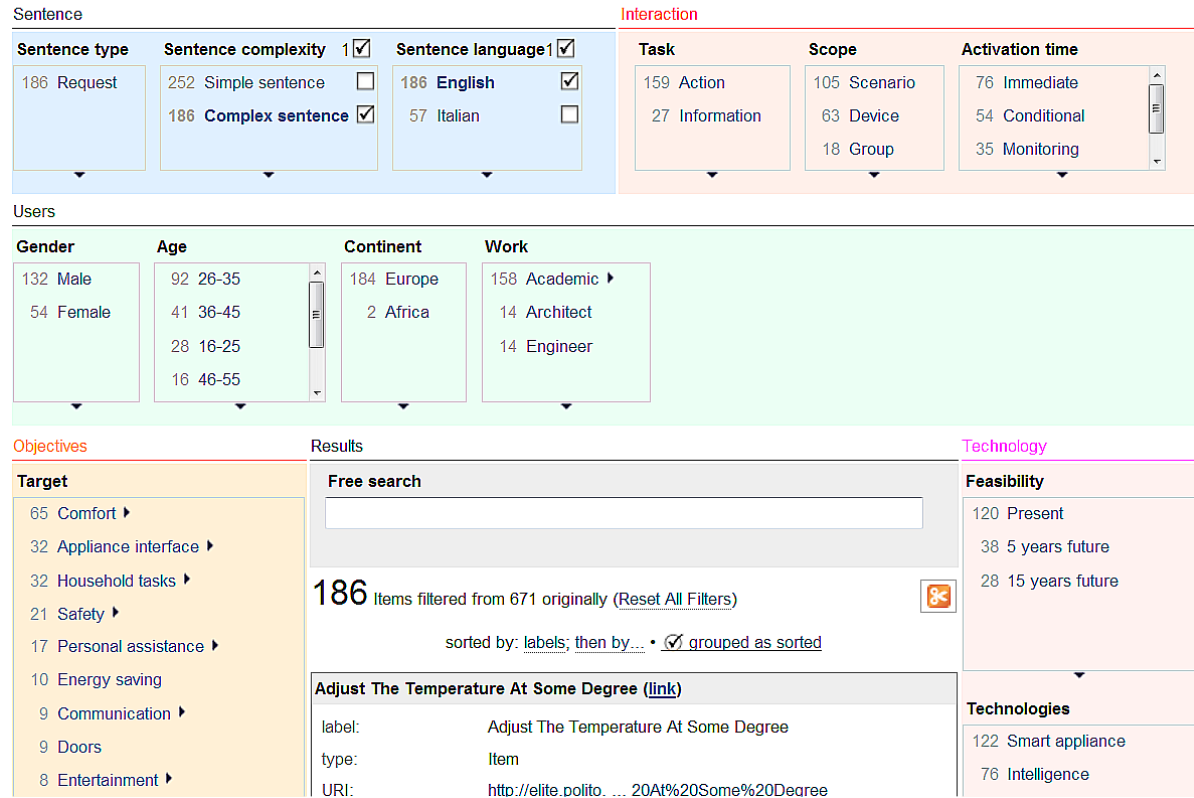 Sentence
Interaction
Sentence type
Sentence complexity 1
Sentence language1
Task
Scope
Activation time
186 Request
252 Simple sentence
186 English
159 Action
105 Scenario
76 Immediate
186 Complex sentence
57 Italian
27 Information
63 Device
54 Conditional
18 Group
35 Monitoring
Users
Gender
Age
Continent
Work
132 Male
92 26-35
184 Europe
158 Academic
54 Female
41 36-45
2 Africa
14 Architect
28 16-25
14 Engineer
16 46-55
Objectives
Results
Technology
Target
Free search
Feasibility
65 Comfort
120 Present
32 Appliance interface
38 5 years future
32 Household tasks
28 15 years future
186 Items filtered from 671 originally (Reset All Filters)
21 Safety
17 Personal assistance
sorted by: labels; then by... • grouped as sorted
10 Energy saving
Adjust The Temperature At Some Degree (link)
9 Communication
Technologies
label: Adjust The Temperature At Some Degree
9 Doors
122 Smart appliance
type: Item
8 Entertainment
76 Intelligence
URI: http://elite.polito. ... 20At%20Some%20Degree